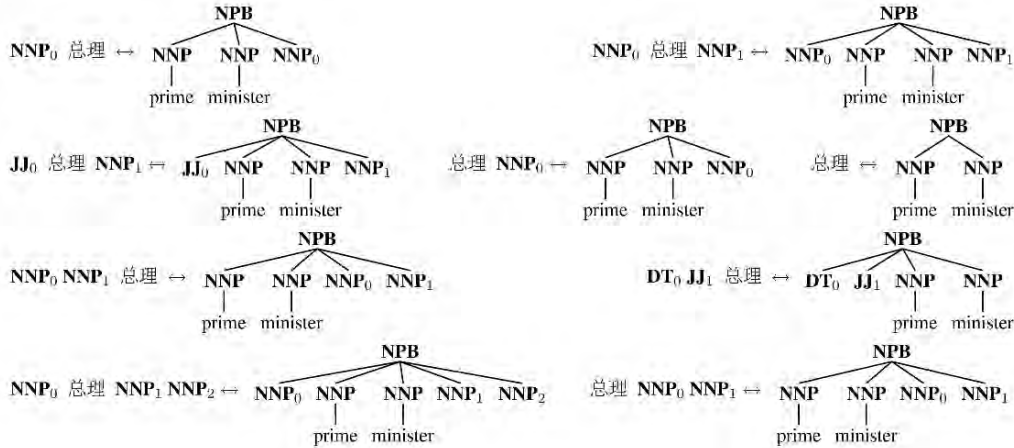 NPB NPB
NNP₀ 总理 ↔ NNP NNP NNP₀ NNP₀ 总理 NNP₁ ↔ NNP₀ NNP NNP NNP₁
prime minister prime minister
NPB NPB NPB
JJ₀ 总理 NNP₁ ↔ JJ₀ NNP NNP NNP₁ 总理 NNP₀ ↔ NNP NNP NNP₀ 总理 ↔ NNP NNP
prime minister prime minister prime minister
NPB NPB
NNP₀ NNP₁ 总理 ↔ NNP NNP NNP₀ NNP₁ DT₀ JJ₁ 总理 ↔ DT₀ JJ₁ NNP NNP
prime minister prime minister
NPB NPB
NNP₀ 总理 NNP₁ NNP₂ ↔ NNP₀ NNP NNP NNP₁ NNP₂ 总理 NNP₀ NNP₁ ↔ NNP NNP NNP₀ NNP₁
prime minister prime minister